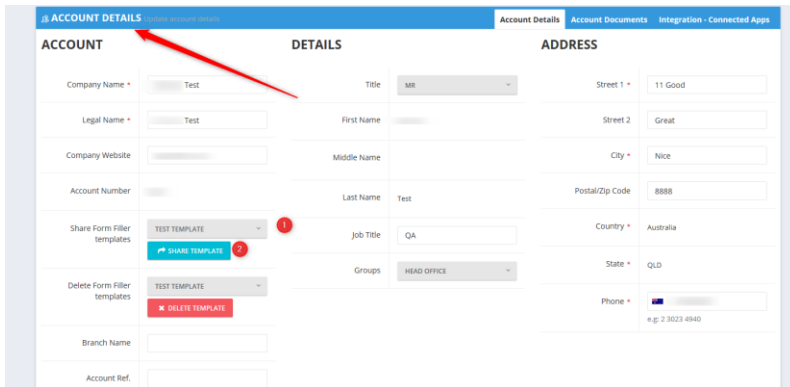 ACCOUNT DETAILS Update account details
Account Details Account Documents Integration - Connected Apps
ACCOUNT
Company Name * Test
Legal Name * Test
Company Website
Account Number
Share Form Filler
templates
TEST TEMPLATE 1
SHARE TEMPLATE 2
Delete Form Filler
templates
TEST TEMPLATE
DELETE TEMPLATE
Branch Name
Account Ref.
DETAILS
Title MR
First Name
Middle Name
Last Name Test
Job Title QA
Groups HEAD OFFICE
ADDRESS
Street 1 * 11 Good
Street 2 Great
City * Nice
Postal/Zip Code 8888
Country * Australia
State * QLD
Phone *
e.g: 2 3023 4940